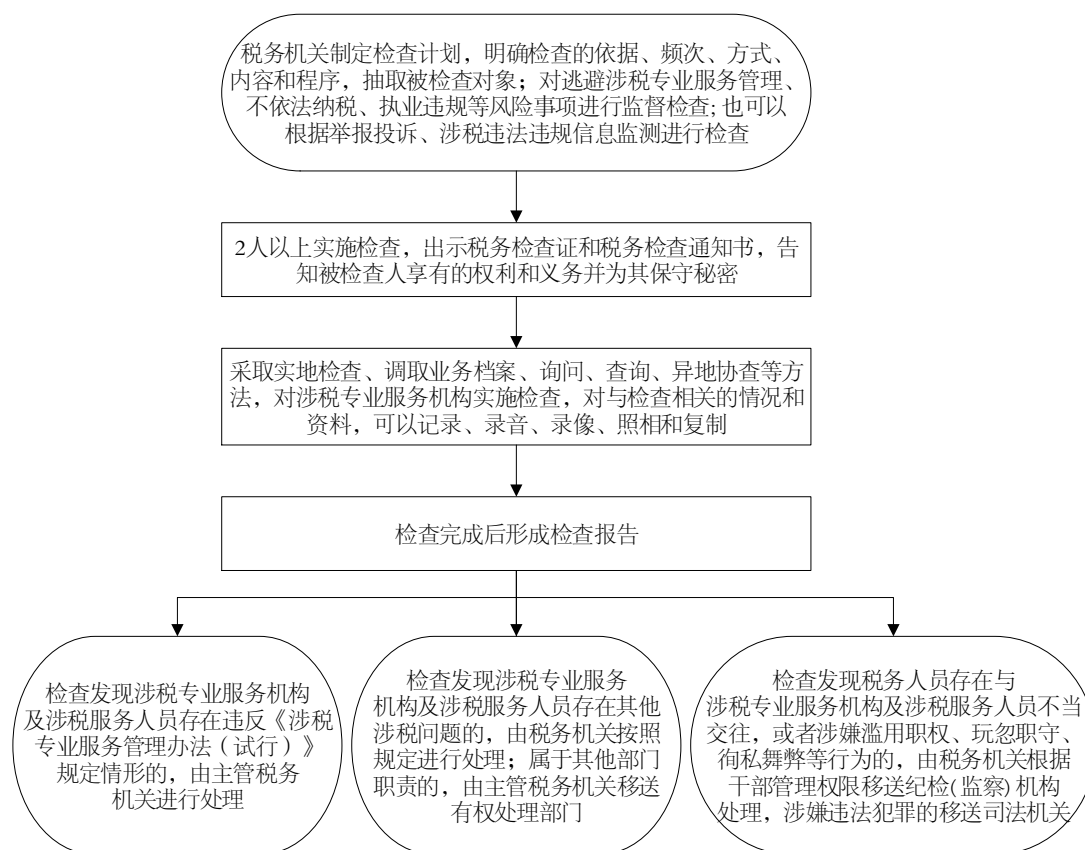 税务机关制定检查计划，明确检查的依据、频次、方式、
内容和程序，抽取被检查对象；对逃避涉税专业服务管理、
不依法纳税、执业违规等风险事项进行监督检查;也可以
根据举报投诉、涉税违法违规信息监测进行检查
2人以上实施检查，出示税务检查证和税务检查通知书，告
知被检查人享有的权利和义务并为其保守秘密
采取实地检查、调取业务档案、询问、查询、异地协查等方
法，对涉税专业服务机构实施检查，对与检查相关的情况和
资料，可以记录、录音、录像、照相和复制
检查完成后形成检查报告
检查发现涉税专业服务机构
及涉税服务人员存在违反《涉税
专业服务管理办法（试行）》
规定情形的，由主管税务
机关进行处理
检查发现涉税专业服务
机构及涉税服务人员存在其他
涉税问题的，由税务机关按照
规定进行处理；属于其他部门
职责的，由主管税务机关移送
有权处理部门
检查发现税务人员存在与
涉税专业服务机构及涉税服务人员不当
交往，或者涉嫌滥用职权、玩忽职守、
徇私舞弊等行为的，由税务机关根据
干部管理权限移送纪检(监察)机构
处理，涉嫌违法犯罪的移送司法机关